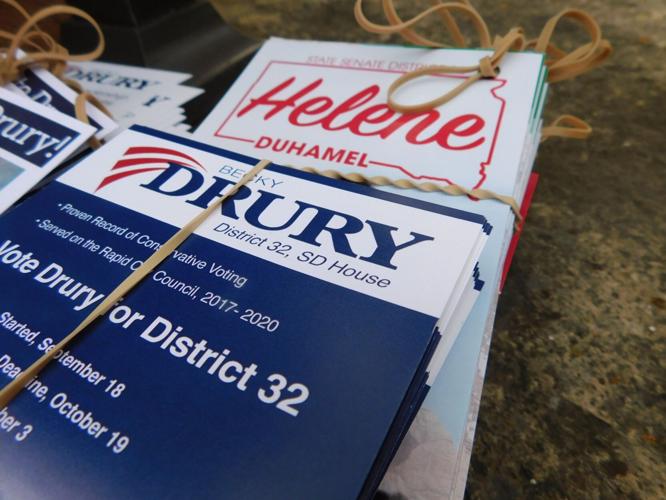 DRURY
Drury!
STATE SENATE DISTRICT
Helene
DUHAMEL
BECKY
DRURY
District 32, SD House
• Proven Record of Conservative Voting
• Served on the Rapid City Council, 2017- 2020
Vote Drury for District 32
Started, September 18
Deadline, October 19
3